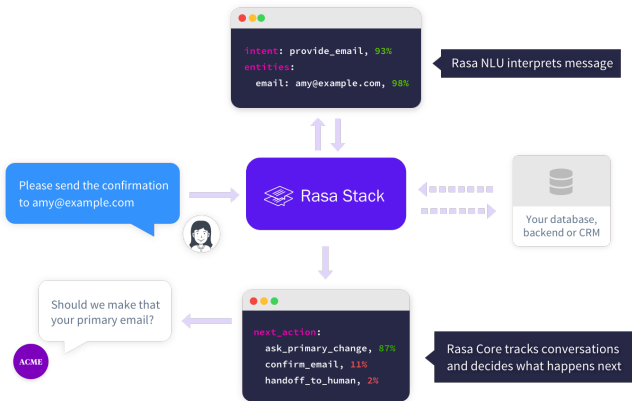 intent: provide_email, 93%
entities:
email: amy@example.com, 98%
Rasa NLU interprets message
Please send the confirmation
to amy@example.com
Rasa Stack
Your database,
backend or CRM
Should we make that
your primary email?
ACME
next_action:
ask_primary_change, 87%
confirm_email, 11%
handoff_to_human, 2%
Rasa Core tracks conversations
and decides what happens next